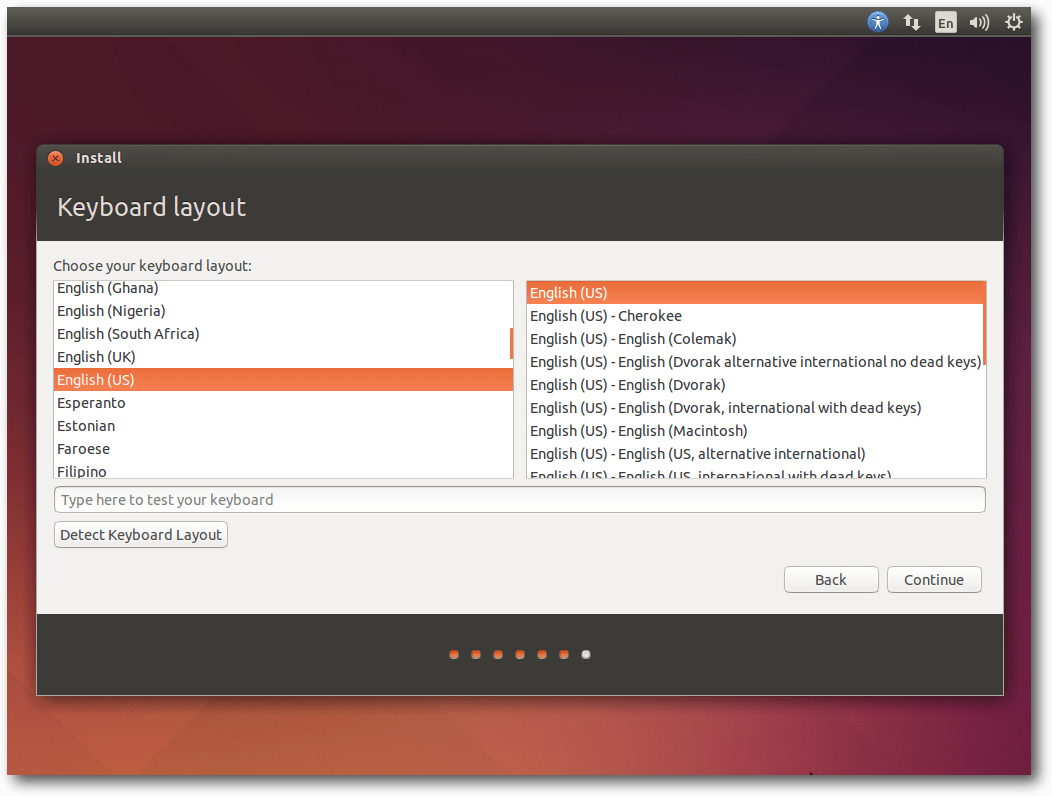 En
Install
Keyboard layout
Choose your keyboard layout:
English (Ghana)
English (Nigeria)
English (South Africa)
English (UK)
English (US)
Esperanto
Estonian
Faroese
Filipino
English (US)
English (US) - Cherokee
English (US) - English (Colemak)
English (US) - English (Dvorak alternative international no dead keys)
English (US) - English (Dvorak)
English (US) - English (Dvorak, international with dead keys)
English (US) - English (Macintosh)
English (US) - English (US, alternative international)
English (US) - English (US, international with dead keys)
Type here to test your keyboard
Detect Keyboard Layout
Back Continue